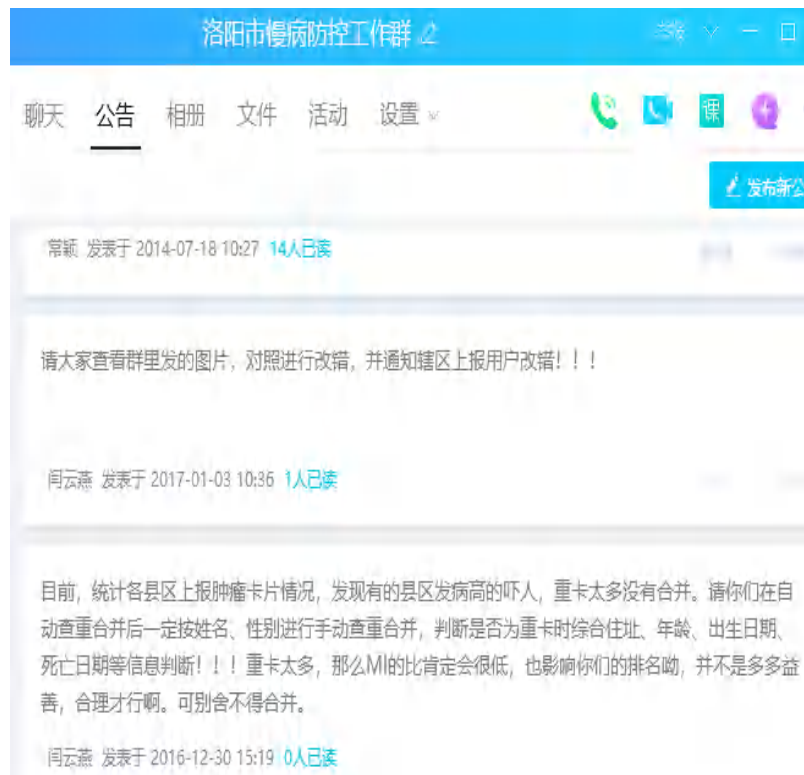 洛阳市慢病防控工作群
聊天 公告 相册 文件 活动 设置
课
发布新公
常颖 发表于 2014-07-18 10:27 14人已读
请大家查看群里发的图片，对照进行改错，并通知辖区上报用户改错！！！
闫云燕 发表于 2017-01-03 10:36 1人已读
目前，统计各县区上报肿瘤卡片情况，发现有的县区发病高的吓人，重卡太多没有合并。请你们在自
动查重合并后一定按姓名、性别进行手动查重合并，判断是否为重卡时综合住址、年龄、出生日期、
死亡日期等信息判断！！！重卡太多，那么MI的比肯定会很低，也影响你们的排名呦，并不是多多益
善，合理才行啊。可别舍不得合并。
闫云燕 发表于 2016-12-30 15:19 0人已读